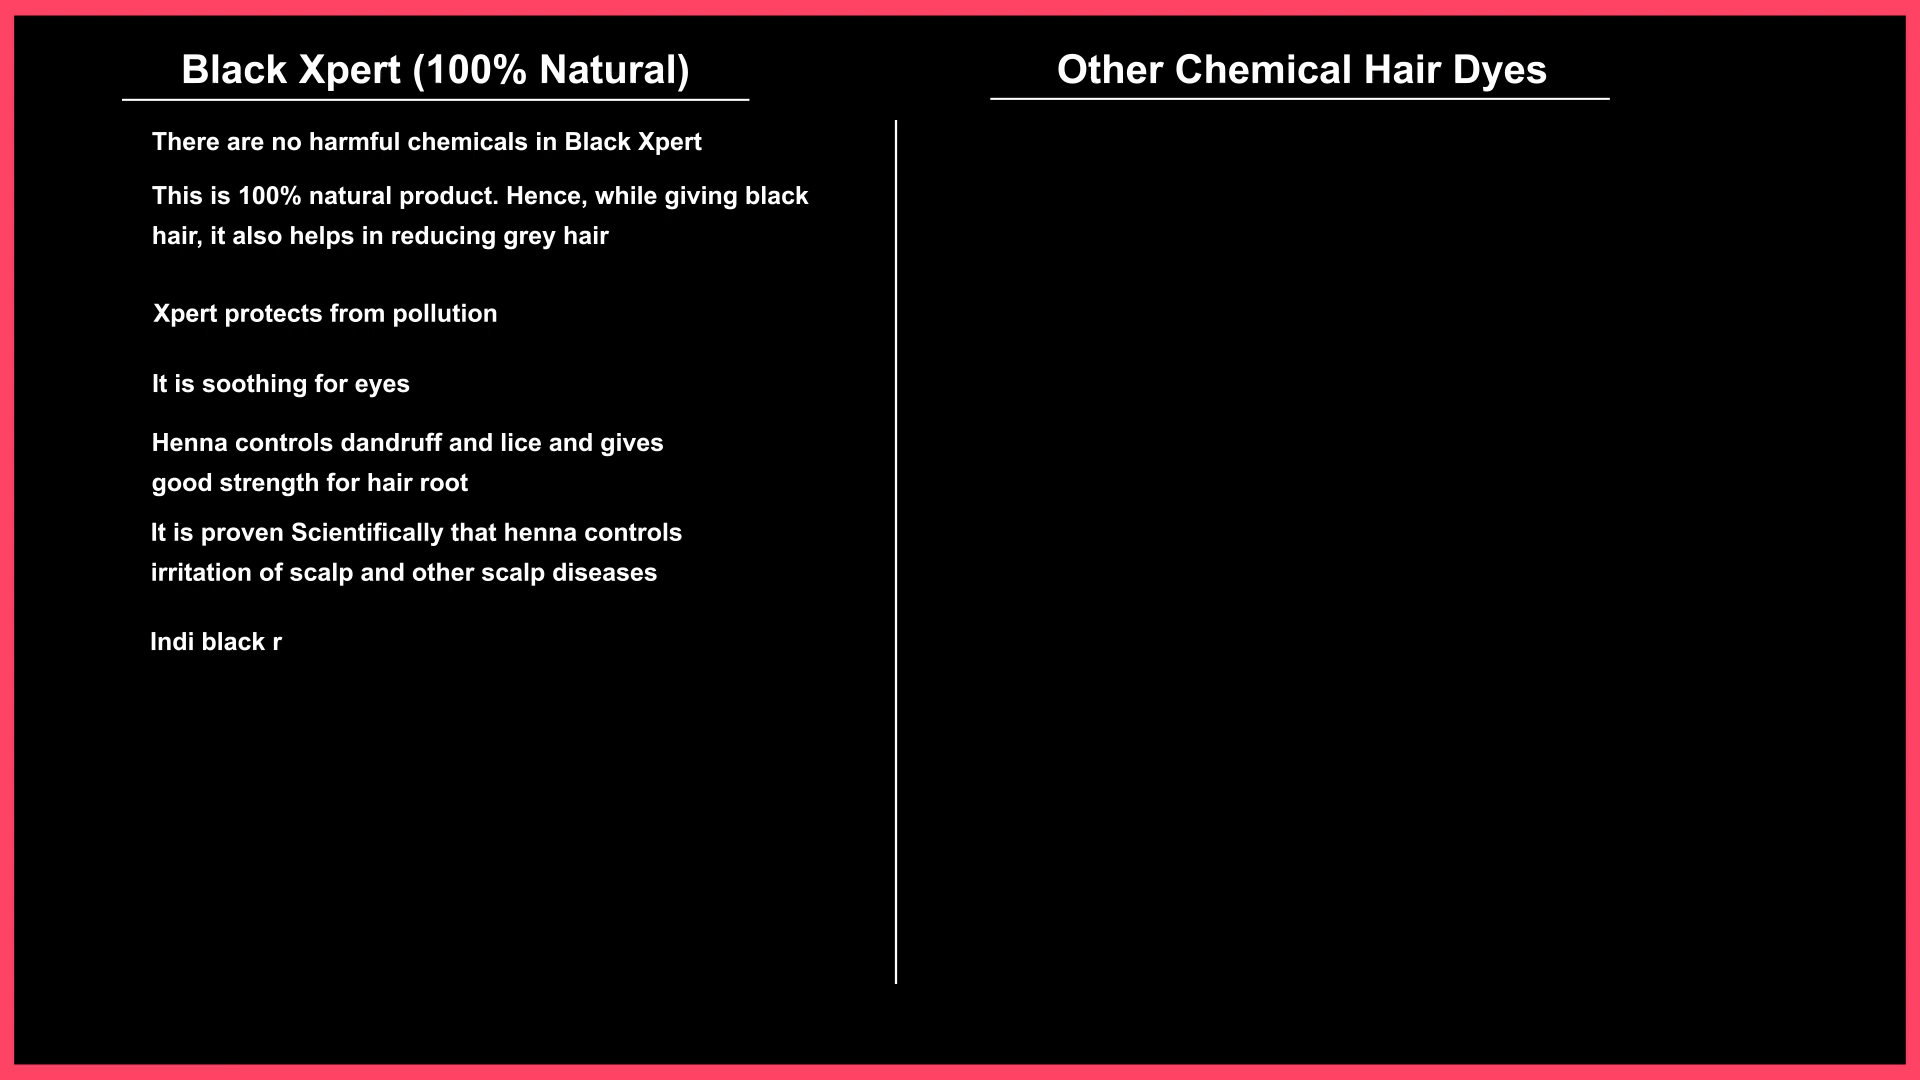 Black Xpert (100% Natural)
Other Chemical Hair Dyes
There are no harmful chemicals in Black Xpert
This is 100% natural product. Hence, while giving black
hair, it also helps in reducing grey hair
Xpert protects from pollution
It is soothing for eyes
Henna controls dandruff and lice and gives
good strength for hair root
It is proven Scientifically that henna controls
irritation of scalp and other scalp diseases
Indi black r